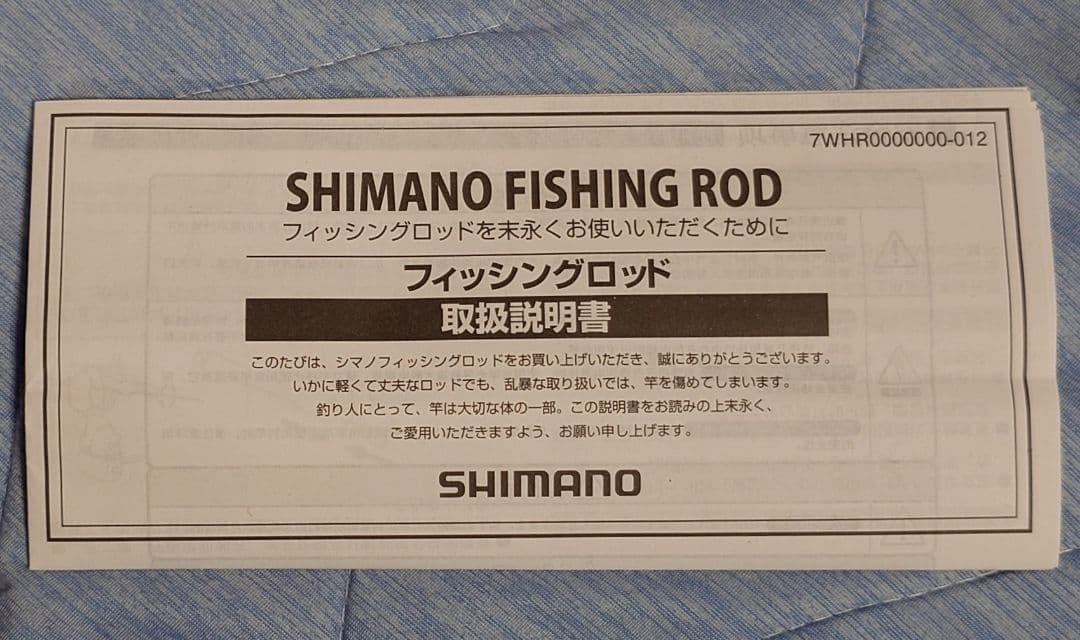 7WHR0000000-012
SHIMANO FISHING ROD
フィッシングロッドを末永くお使いいただくために
フィッシングロッド
取扱説明書
このたびは、シマノフィッシングロッドをお買い上げいただき、誠にありがとうございます。
いかに軽くて丈夫なロッドでも、乱暴な取り扱いでは、竿を傷めてしまいます。
釣り人にとって、竿は大切な体の一部。この説明書をお読みの上末永く、
ご愛用いただきますよう、お願い申し上げます。
SHIMANO